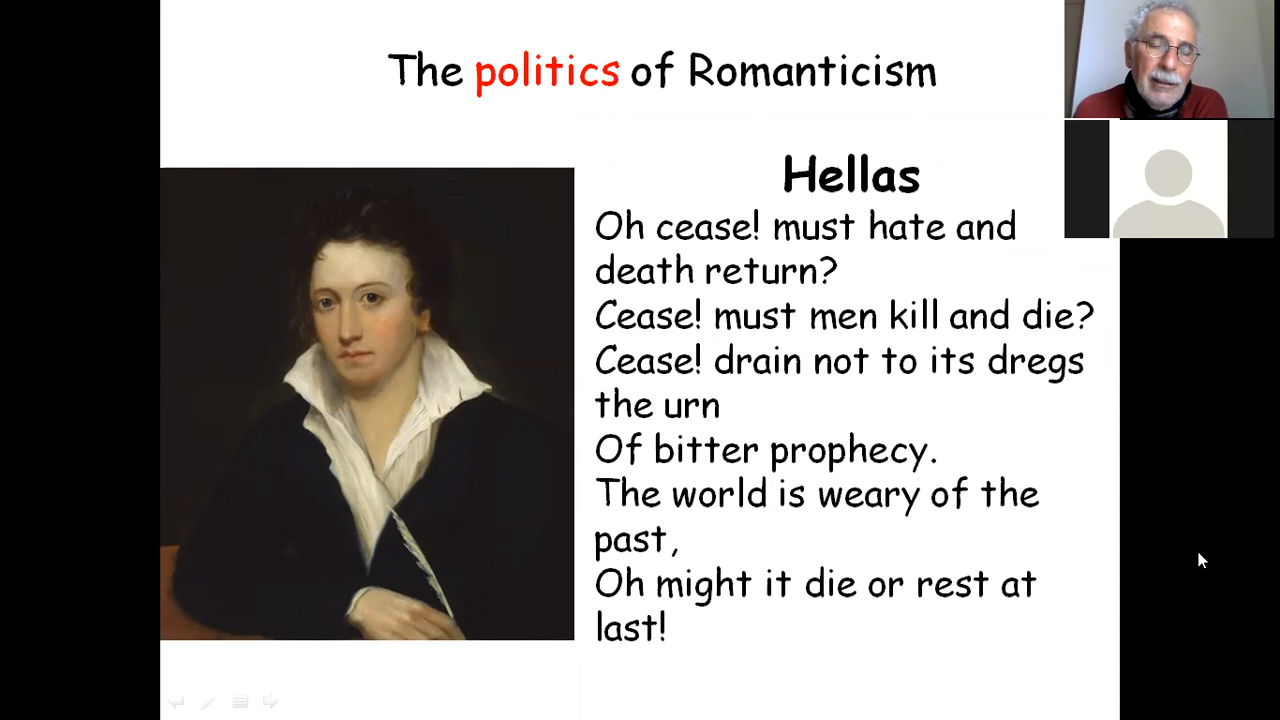 The politics of Romanticism
Hellas
Oh cease! must hate and
death return?
Cease! must men kill and die?
Cease! drain not to its dregs
the urn
Of bitter prophecy.
The world is weary of the
past,
Oh might it die or rest at
last!